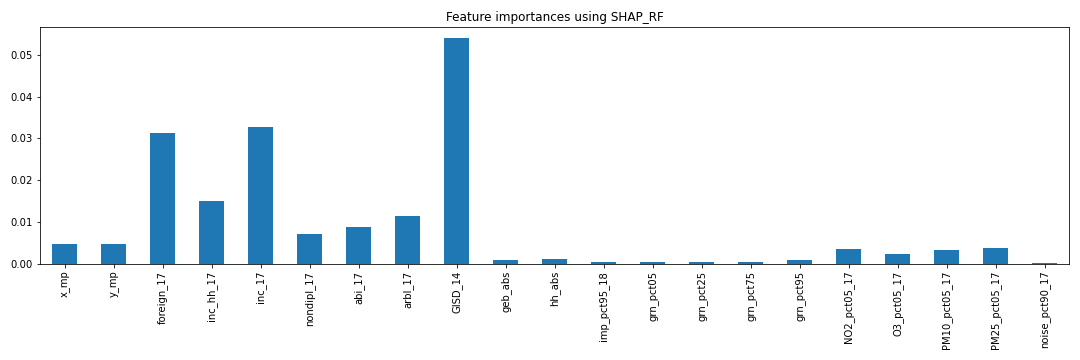 Feature importances using SHAP_RF
0.05
0.04
0.03
0.02
0.01
0.00
x_mp
y_mp
foreign_17
inc_hh_17
inc_17
nondipl_17
abi_17
arbl_17
GISD_14
geb_abs
hh_abs
imp_pct95_18
grn_pct05
grn_pct25
grn_pct75
grn_pct95
NO2_pct05_17
O3_pct05_17
PM10_pct05_17
PM25_pct05_17
noise_pct90_17